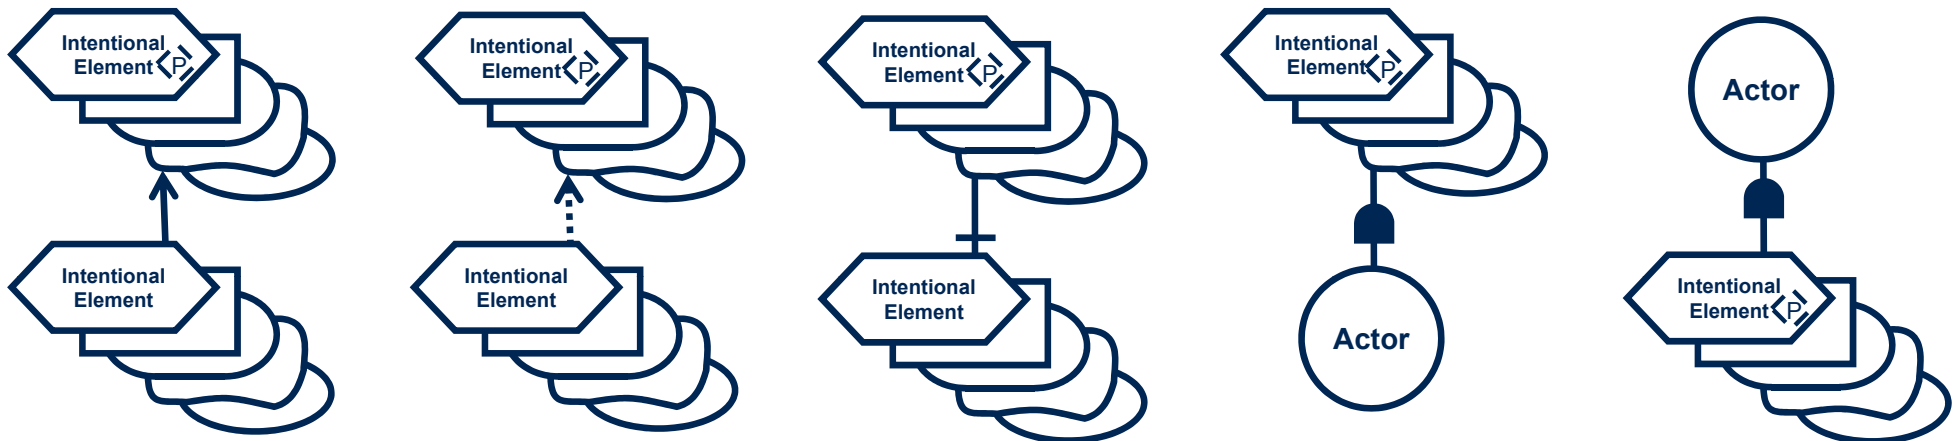 Intentional
Element P
Intentional
Element
Intentional
Element P
Intentional
Element
Intentional
Element P
Intentional
Element
Intentional
Element P
Actor
Actor
Intentional
Element P